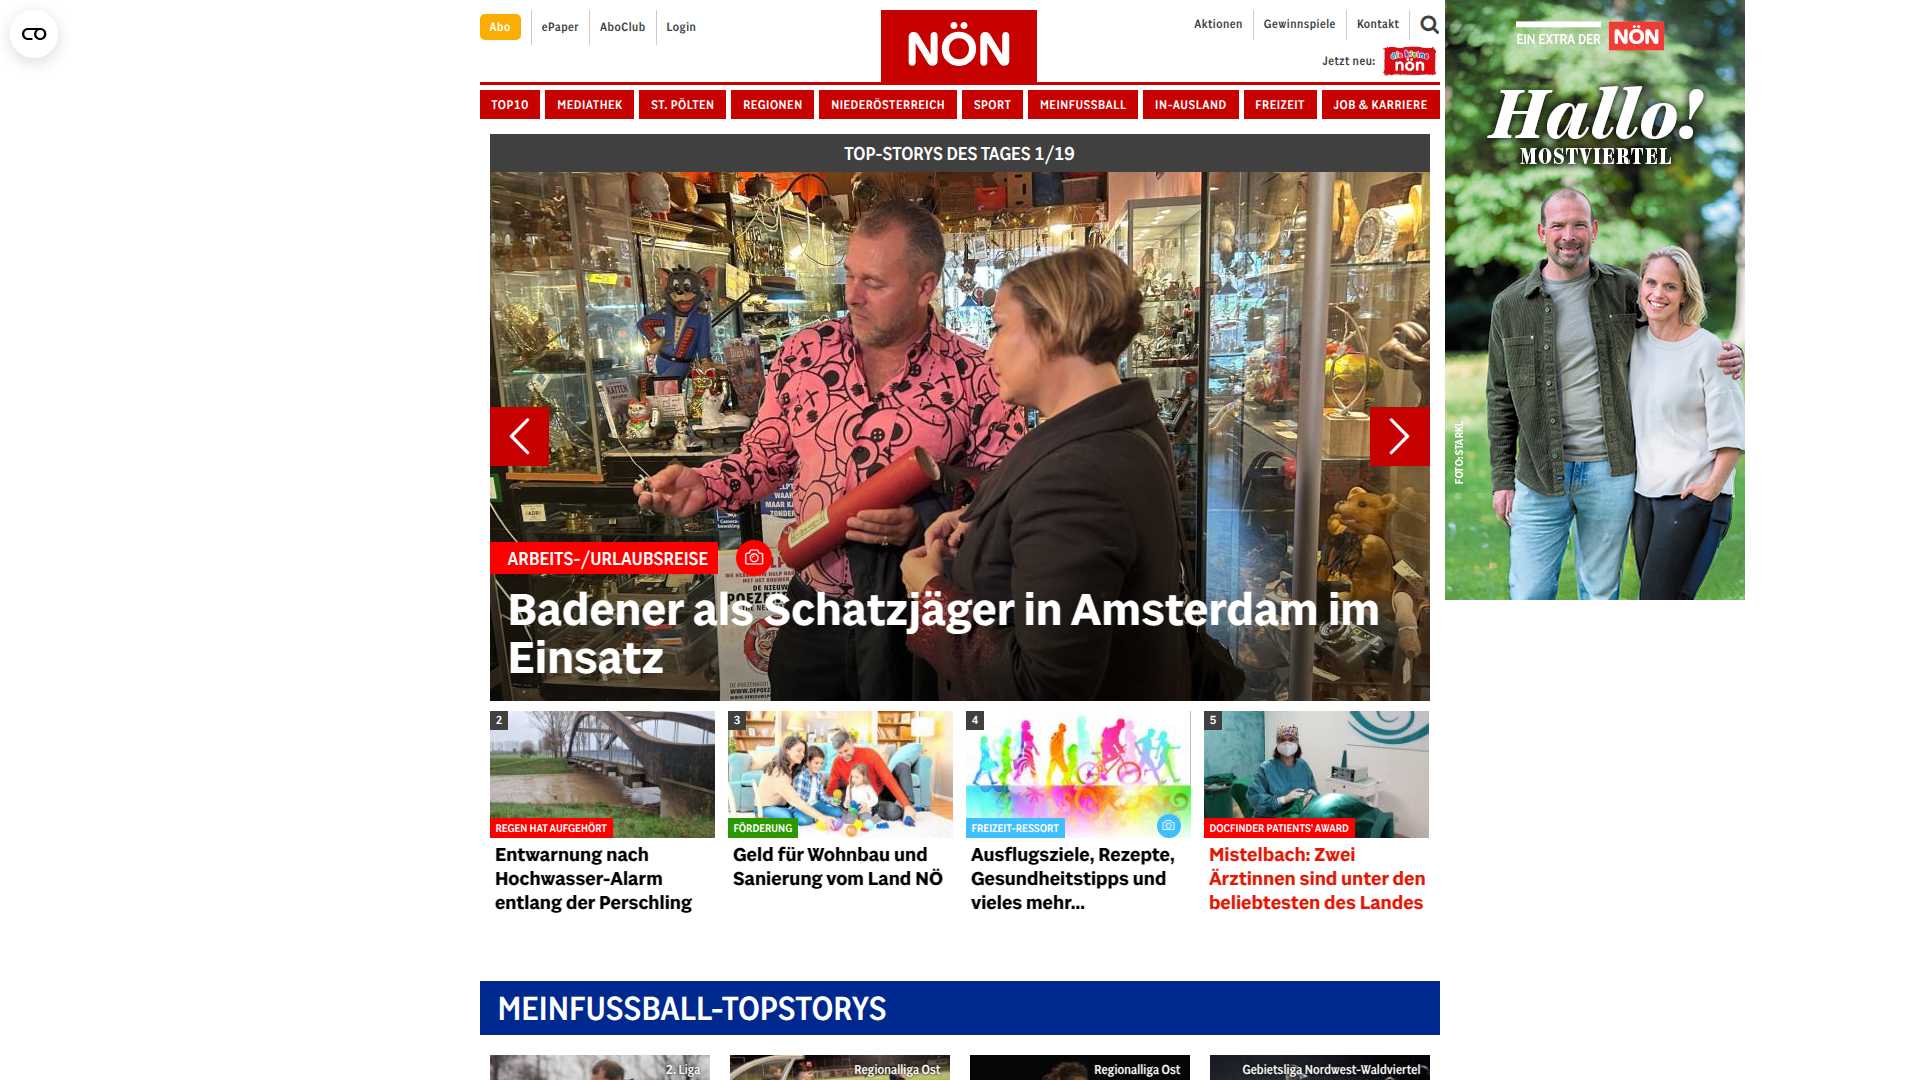 Abo
ePaper
AboClub
Login
NÖN
Aktionen
Gewinnspiele
Kontakt
Jetzt neu:
die kleine
nön
TOP10
MEDIATHEK
ST. PÖLTEN
REGIONEN
NIEDERÖSTERREICH
SPORT
MEINFUSSBALL
IN-AUSLAND
FREIZEIT
JOB & KARRIERE
EIN EXTRA DER NÖN
Hallo!
MOSTVIERTEL
FOTO: STARKL
TOP-STORYS DES TAGES 1/19
KATTEN
ARBEITS-/URLAUBSREISE
Badener als Schatzjäger in Amsterdam im
Einsatz
2
REGEN HAT AUFGEHÖRT
Entwarnung nach
Hochwasser-Alarm
entlang der Perschling
3
FÖRDERUNG
Geld für Wohnbau und
Sanierung vom Land NÖ
4
FREIZEIT-RESSORT
Ausflugsziele, Rezepte,
Gesundheitstipps und
vieles mehr...
5
DOCFINDER PATIENTS' AWARD
Mistelbach: Zwei
Ärztinnen sind unter den
beliebtesten des Landes
MEINFUSSBALL-TOPSTORYS
2. Liga
Regionalliga Ost
Regionalliga Ost
Gebietsliga Nordwest-Waldviertel